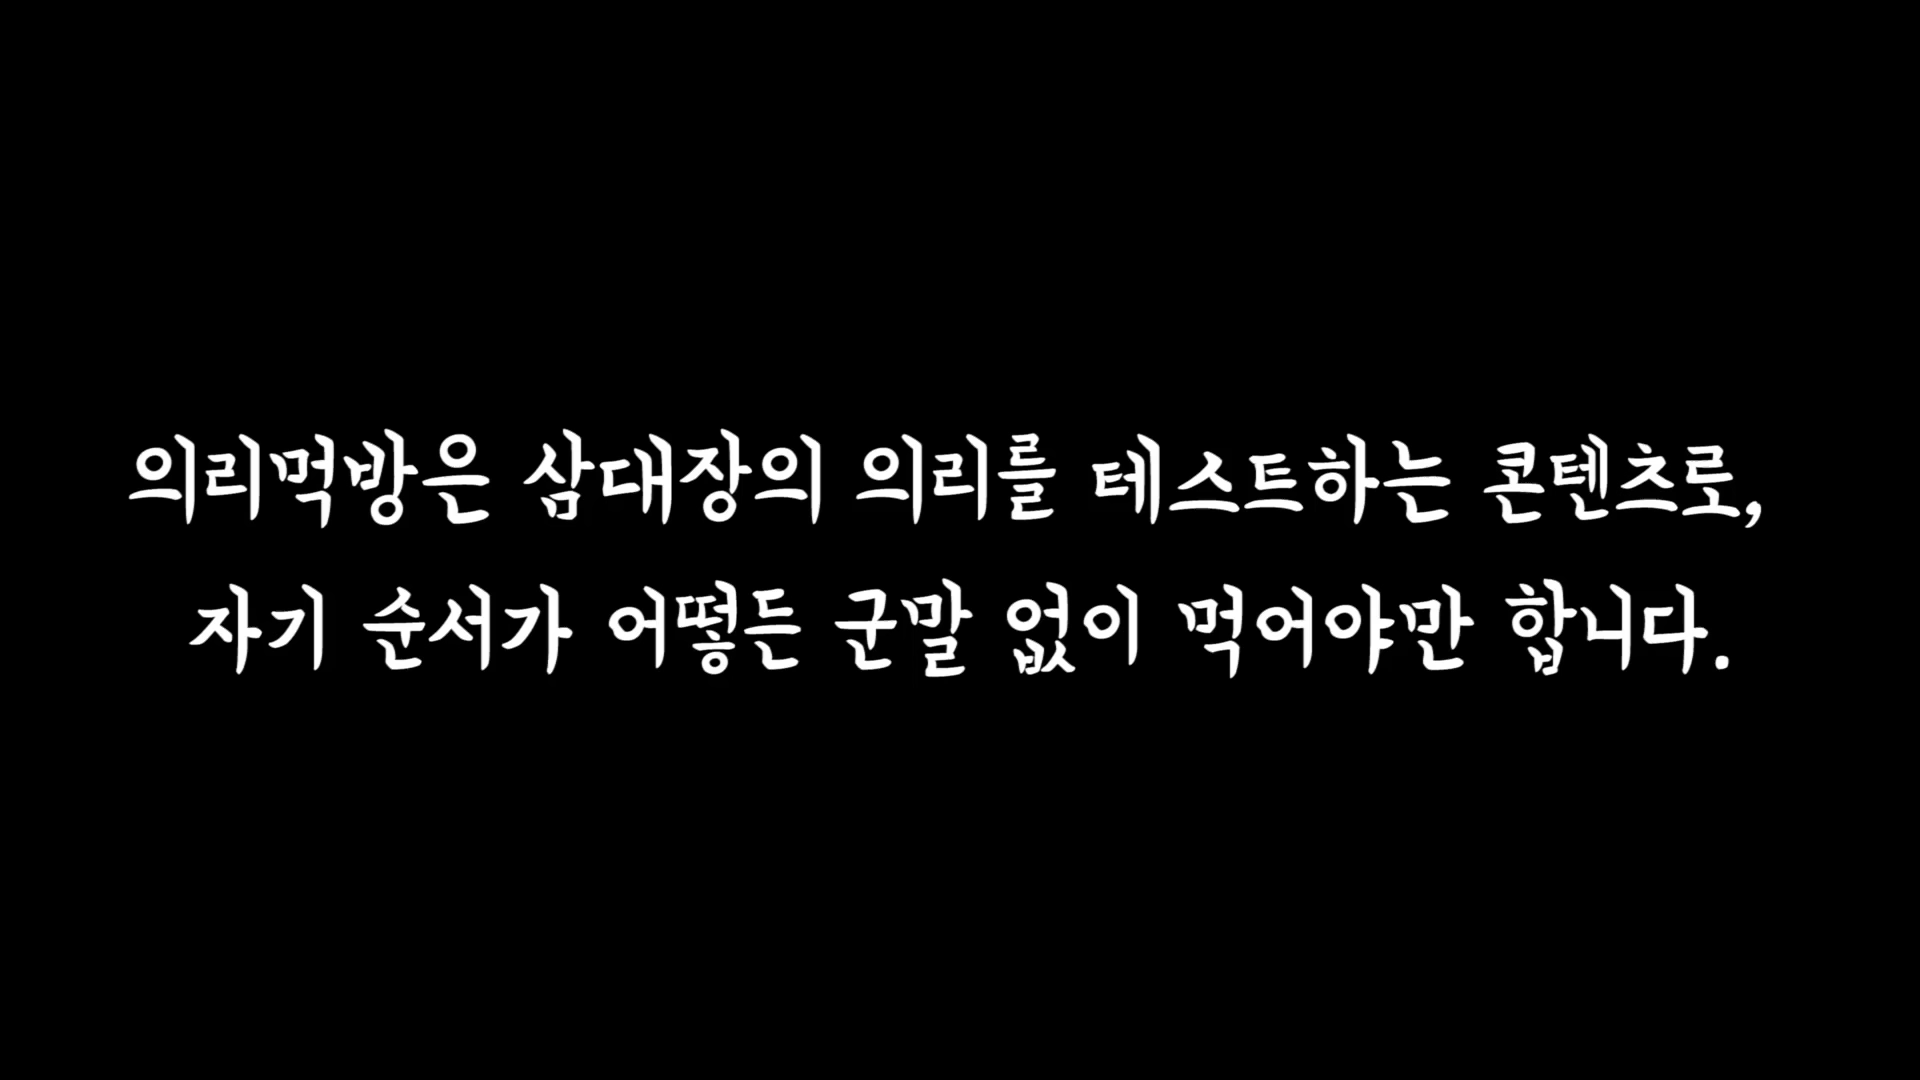 의리먹방은 삼대장의 의리를 테스트하는 콘텐츠로,
자기 순서가 어떻든 군말 없이 먹어야만 합니다.